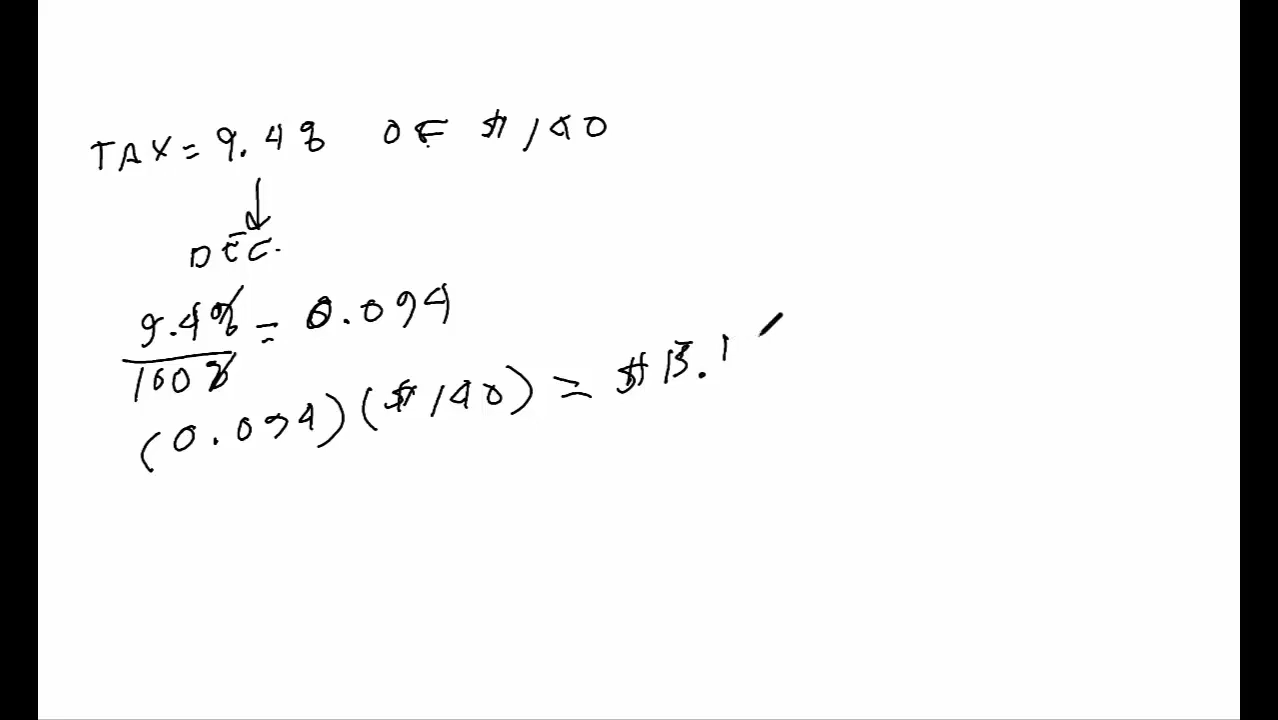 TAX = 9.4% OF $140
DEC.
9.4% = 0.094
100%
(0.094)($140) = $13.1